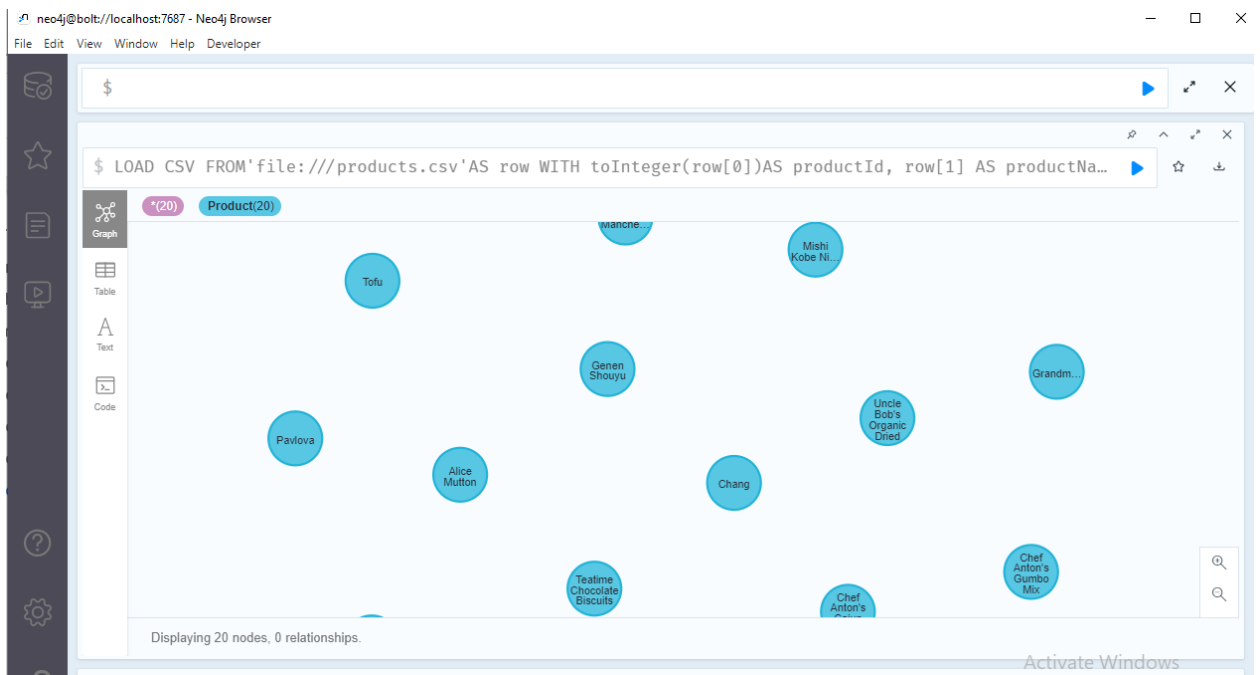 neo4j@bolt://localhost:7687 - Neo4j Browser
File Edit View Window Help Developer
$
$ LOAD CSV FROM'file:///products.csv'AS row WITH toInteger(row[0])AS productId, row[1] AS productNa…
*(20) Product(20)
Graph
Table
Text
Code
Manche...
Mishi
Kobe Ni...
Tofu
Genen
Shouyu
Grandm...
Uncle
Bob's
Organic
Dried
Pavlova
Alice
Mutton
Chang
Chef
Anton's
Gumbo
Mix
Teatime
Chocolate
Biscuits
Chef
Anton's
Displaying 20 nodes, 0 relationships.
Activate Windows